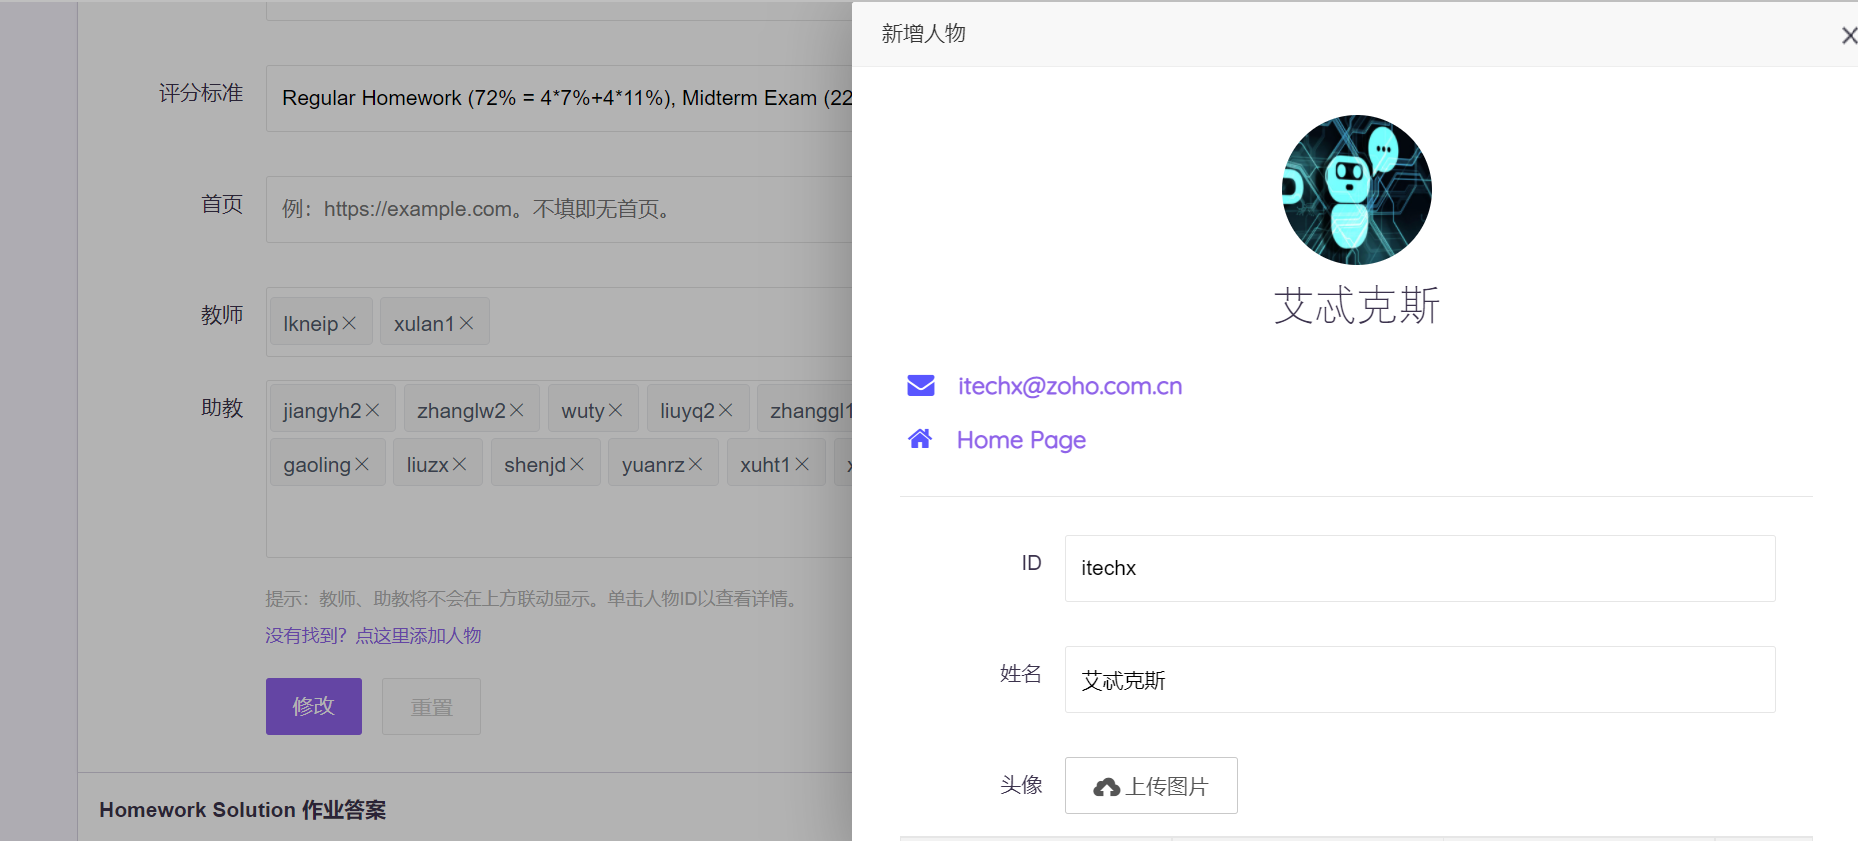 评分标准
Regular Homework (72% = 4*7%+4*11%), Midterm Exam (22
首页
例：https://example.com。不填即无首页。
教师
lkneip xulan1
助教
jiangyh2 zhanglw2 wuty liuyq2 zhanggl1
gaoling liuzx shenjd yuanrz xuht1
提示：教师、助教将不会在上方联动显示。单击人物ID以查看详情。
没有找到？点这里添加人物
修改 重置
Homework Solution 作业答案
新增人物
艾忒克斯
itechx@zoho.com.cn
Home Page
ID
itechx
姓名
艾忒克斯
头像
上传图片